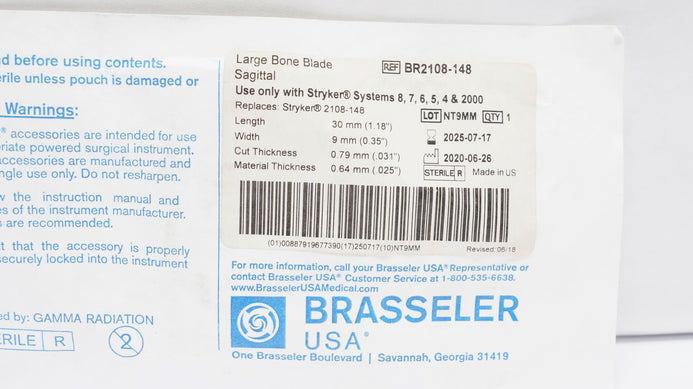 d before using contents.
rile unless pouch is damaged or
Warnings:
® accessories are intended for use
riate powered surgical instrument.
accessories are manufactured and
ngle use only. Do not resharpen.
w the instruction manual and
es of the instrument manufacturer.
s are recommended.
t that the accessory is properly
securely locked into the instrument
ed by: GAMMA RADIATION
ERILE R
2
Large Bone Blade
Sagittal
REF BR2108-148
Use only with Stryker® Systems 8, 7, 6, 5, 4 & 2000
Replaces: Stryker® 2108-148
LOT NT9MM QTY 1
Length 30 mm (1.18")
Width 9 mm (0.35")
Cut Thickness 0.79 mm (.031")
Material Thickness 0.64 mm (.025")
2025-07-17
2020-06-26
STERILE R Made in US
(01)00887919677390(17)250717(10)NT9MM
Revised: 06/18
For more information, call your Brasseler USA® Representative or
contact Brasseler USA® Customer Service at 1-800-535-6638.
www.BrasselerUSAMedical.com
BRASSELER
USA®
One Brasseler Boulevard | Savannah, Georgia 31419